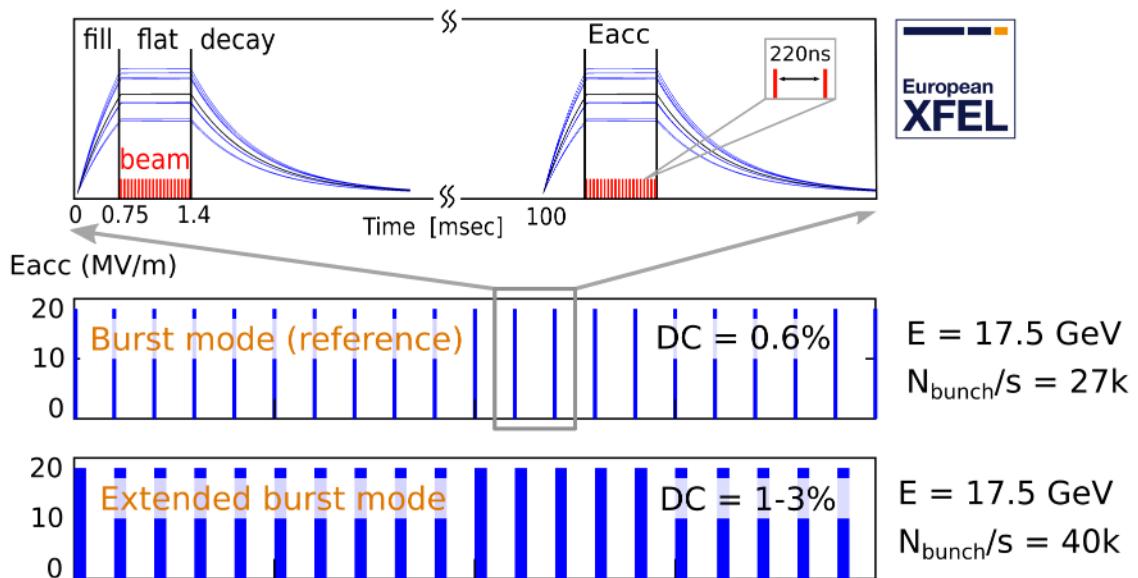 fill flat decay
Eacc
220ns
European
XFEL
beam
0 0.75 1.4
Time [msec]
100
Eacc (MV/m)
20
10
0
Burst mode (reference)
DC = 0.6%
E = 17.5 GeV
N_bunch/s = 27k
20
10
0
Extended burst mode
DC = 1-3%
E = 17.5 GeV
N_bunch/s = 40k